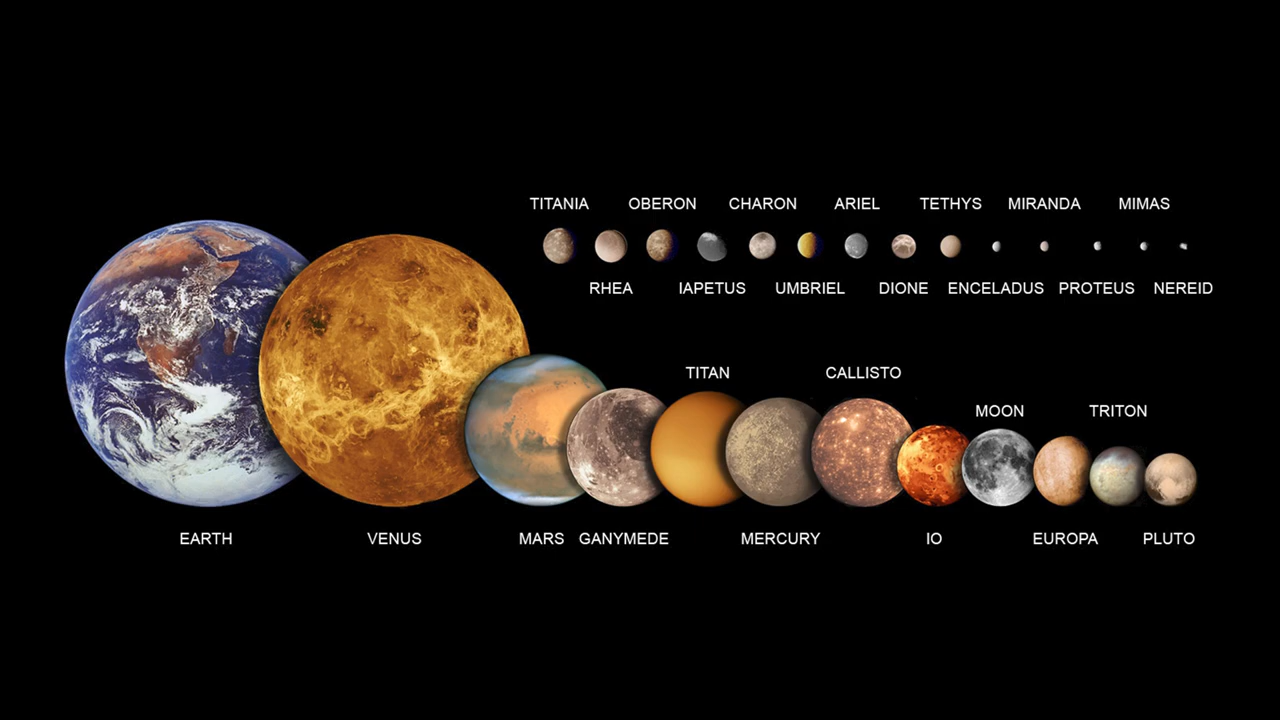 TITANIA OBERON CHARON ARIEL TETHYS MIRANDA MIMAS
RHEA IAPETUS UMBRIEL DIONE ENCELADUS PROTEUS NEREID
TITAN CALLISTO
MOON TRITON
EARTH VENUS MARS GANYMEDE MERCURY IO EUROPA PLUTO